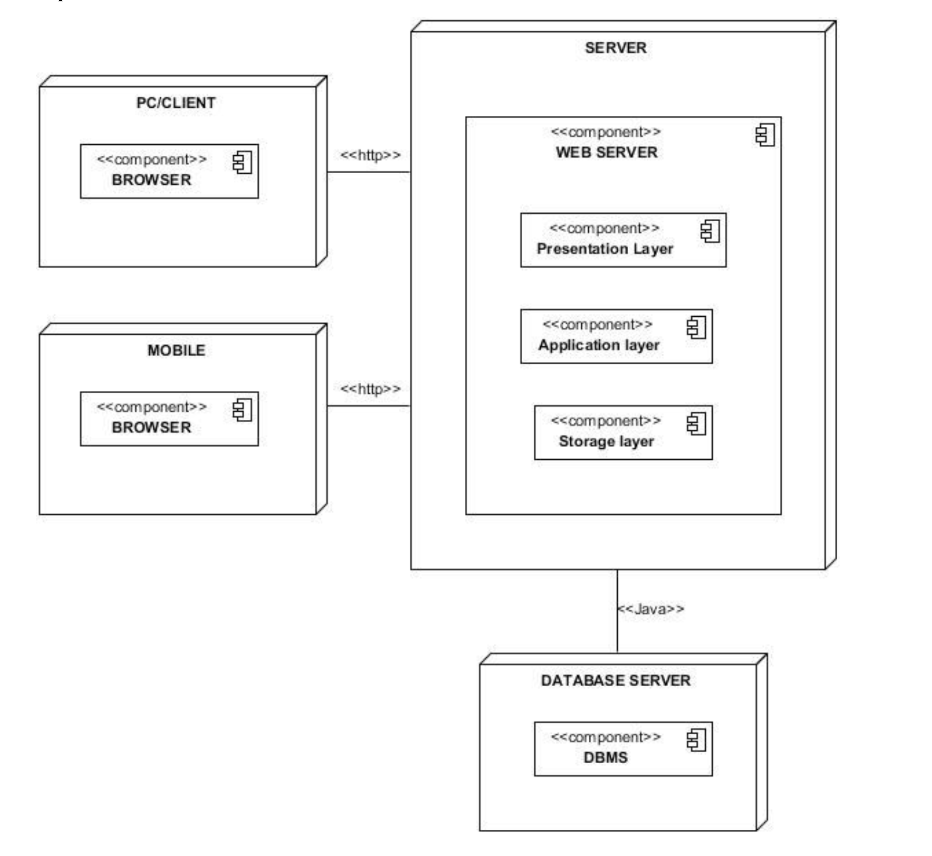 SERVER
PC/CLIENT
<<component>>
BROWSER
<<http>>
<<component>>
WEB SERVER
<<component>>
Presentation Layer
<<component>>
Application layer
<<component>>
Storage layer
MOBILE
<<component>>
BROWSER
<<http>>
<<Java>>
DATABASE SERVER
<<component>>
DBMS